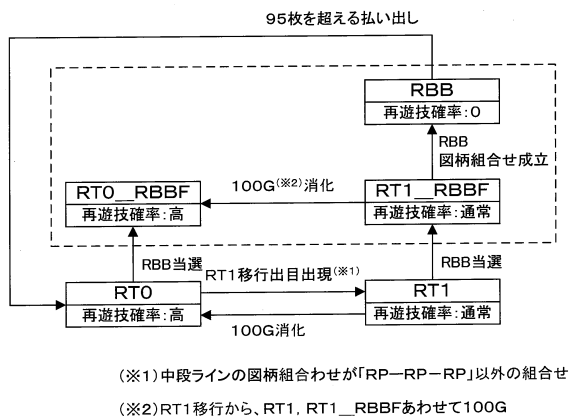 95枚を超える払い出し
RBB
再遊技確率:0
RBB
図柄組合せ成立
RT0__RBBF
再遊技確率:高
100G(※2)消化
RT1__RBBF
再遊技確率:通常
RBB当選
RBB当選
RT1移行出目出現(※1)
RT0
再遊技確率:高
RT1
再遊技確率:通常
100G消化
(※1)中段ラインの図柄組合わせが「RP—RP-RP」以外の組合せ
(※2)RT1移行から、RT1, RT1__RBBFあわせて100G